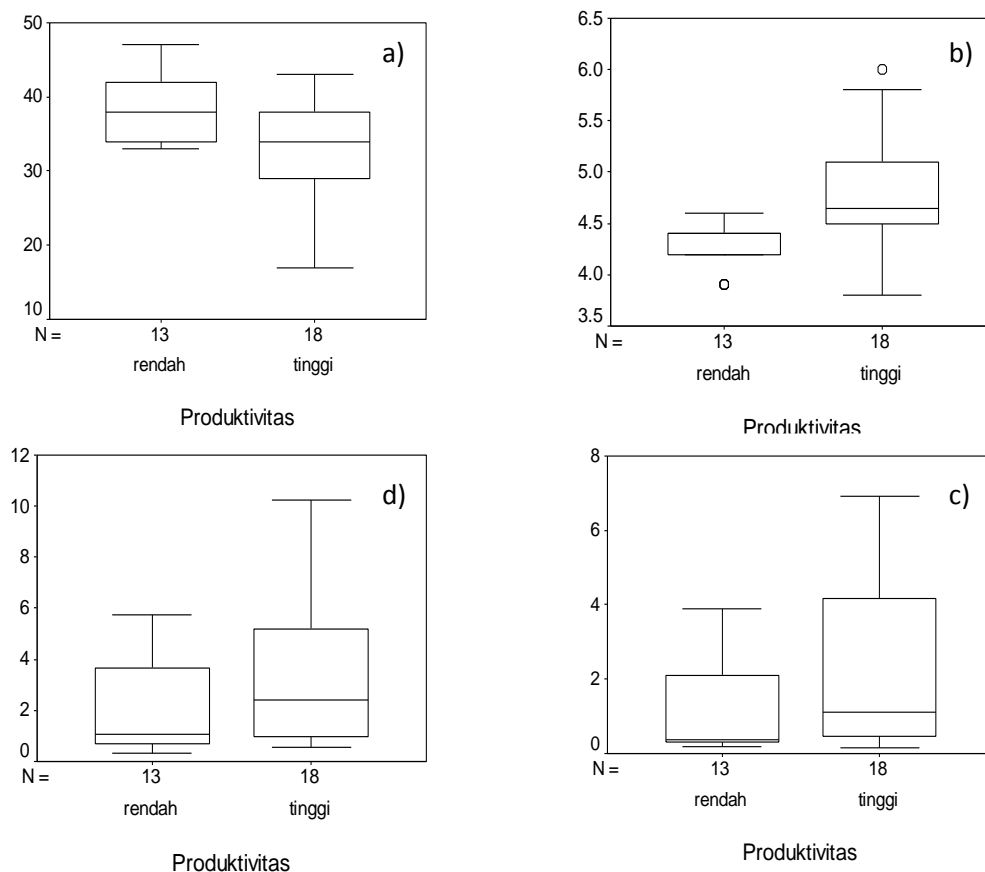 a)
50
40
30
20
10
N =
13
18
rendah
tinggi
Produktivitas
b)
6.5
6.0
5.5
5.0
4.5
4.0
3.5
N =
13
18
rendah
tinggi
Produktivitas
d)
12
10
8
6
4
2
0
N =
13
18
rendah
tinggi
Produktivitas
c)
8
6
4
2
0
N =
13
18
rendah
tinggi
Produktivitas